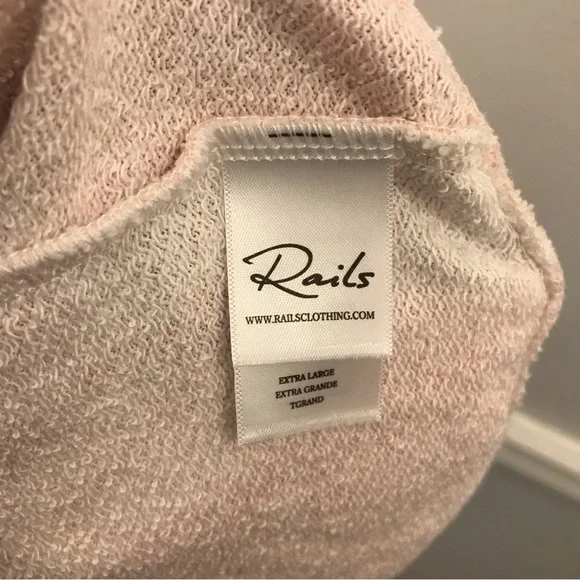 Rails
WWW.RAILSCLOTHING.COM
EXTRA LARGE
EXTRA GRANDE
TGRAND